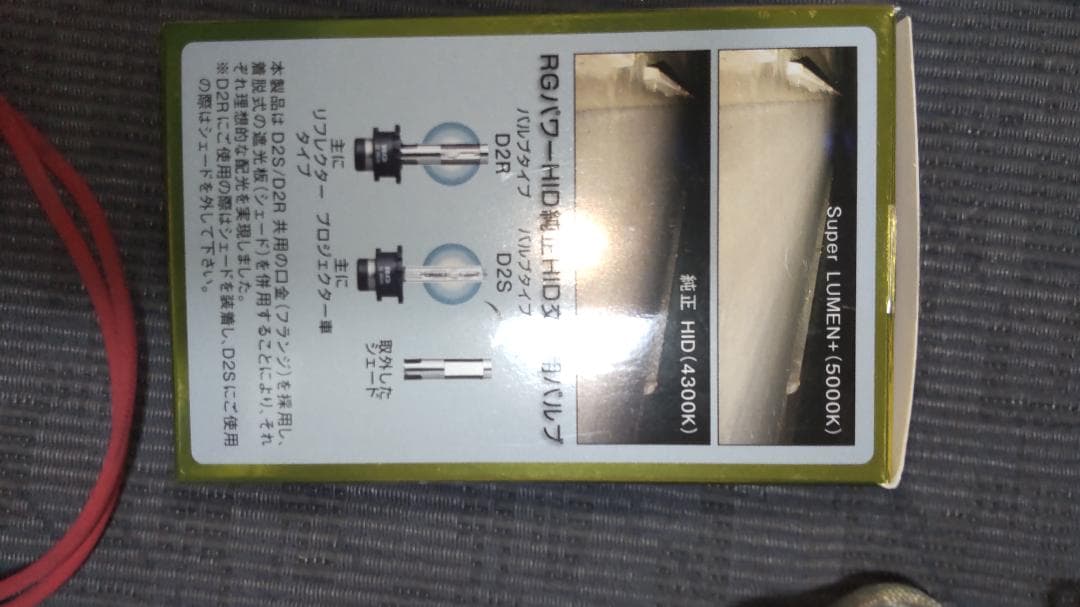 Super LUMEN+(5000K)
純正 HID(4300K)
RGパワーHID純正HID交 用バルブ
バルブタイプ
D2R
バルブタイプ
D2S
主に
リフレクター
タイプ
主に
プロジェクター車
取外した
シェード
本製品は D2S/D2R 共用の口金(フランジ)を採用し、
着脱式の遮光板(シェード)を併用することにより、それ
ぞれ理想的な配光を実現しました。
※D2Rにご使用の際はシェードを装着し、D2Sにご使用
の際はシェードを外して下さい。